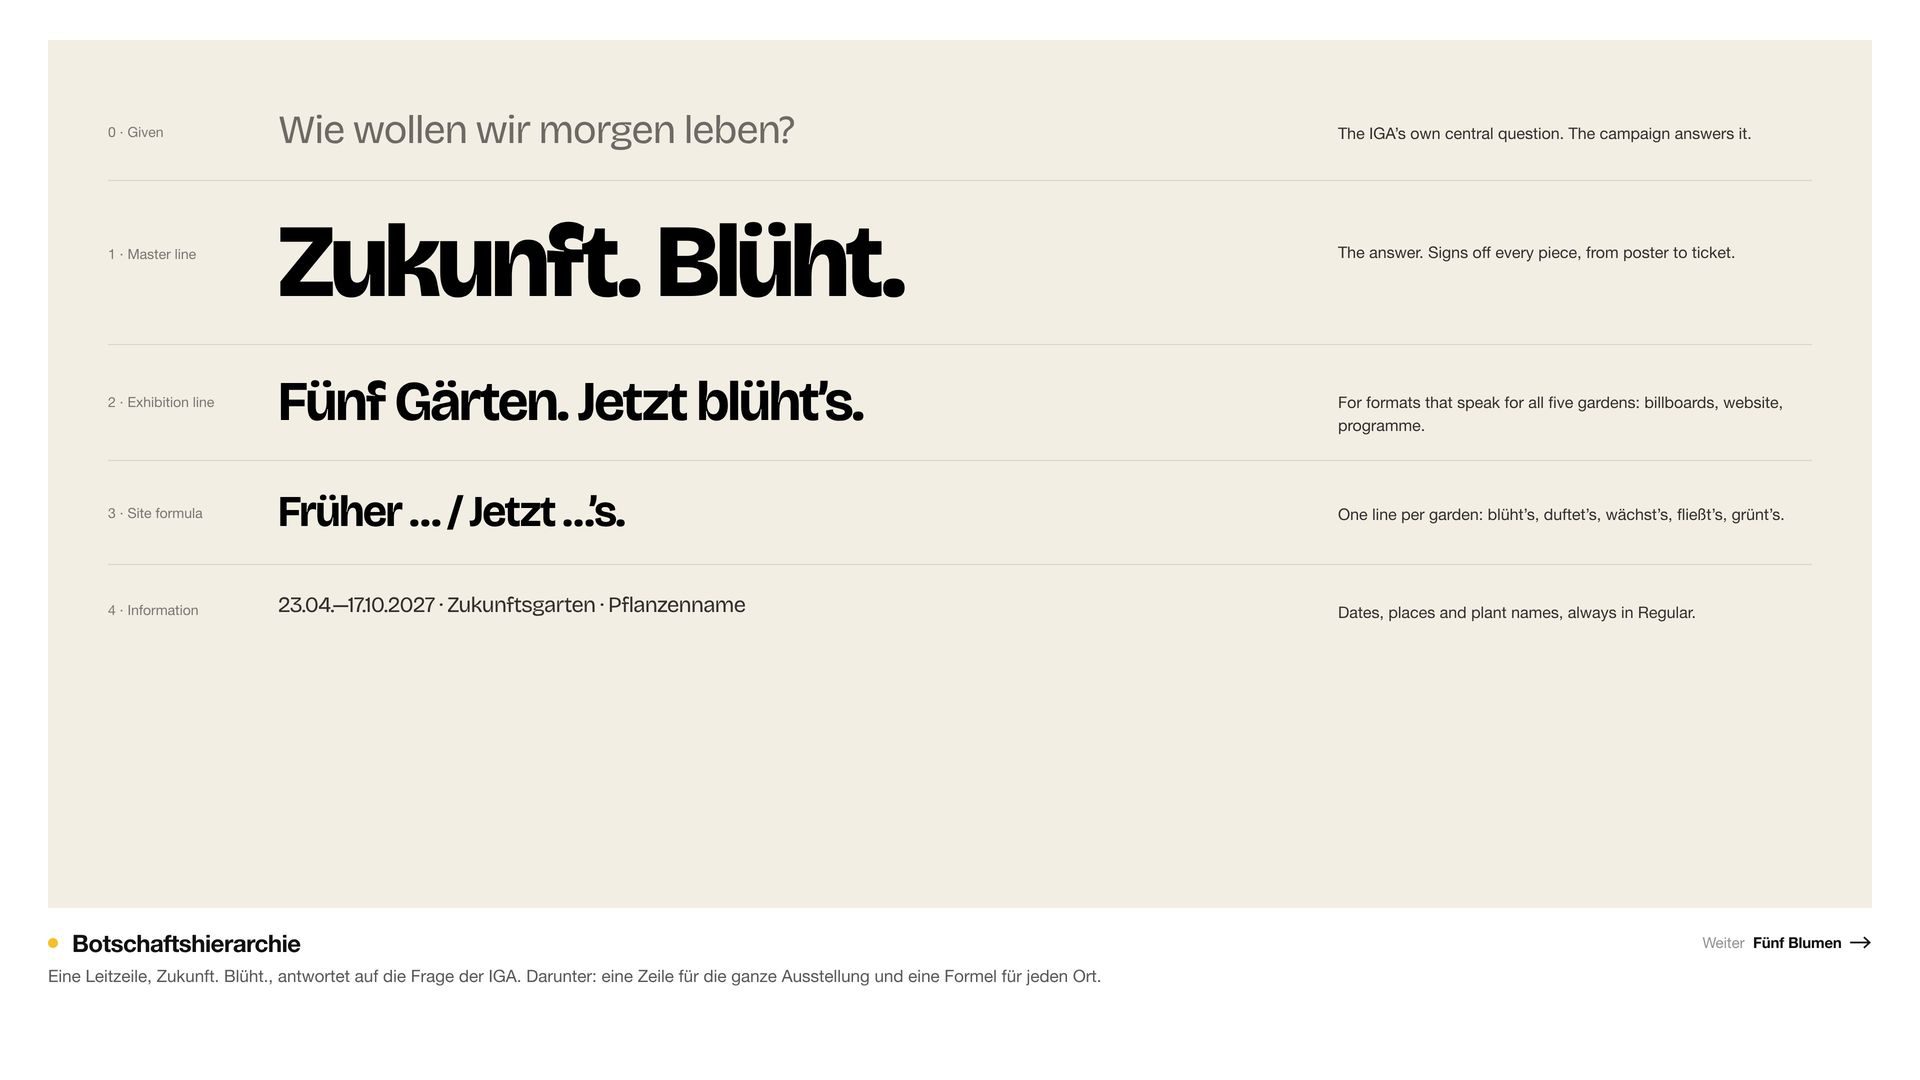 0 · Given
Wie wollen wir morgen leben?
The IGA’s own central question. The campaign answers it.
1 · Master line
Zukunft. Blüht.
The answer. Signs off every piece, from poster to ticket.
2 · Exhibition line
Fünf Gärten. Jetzt blüht’s.
For formats that speak for all five gardens: billboards, website,
programme.
3 · Site formula
Früher … / Jetzt …’s.
One line per garden: blüht’s, duftet’s, wächst’s, fließt’s, grünt’s.
4 · Information
23.04.—17.10.2027 · Zukunftsgarten · Pflanzenname
Dates, places and plant names, always in Regular.
Botschaftshierarchie
Weiter Fünf Blumen →
Eine Leitzeile, Zukunft. Blüht., antwortet auf die Frage der IGA. Darunter: eine Zeile für die ganze Ausstellung und eine Formel für jeden Ort.